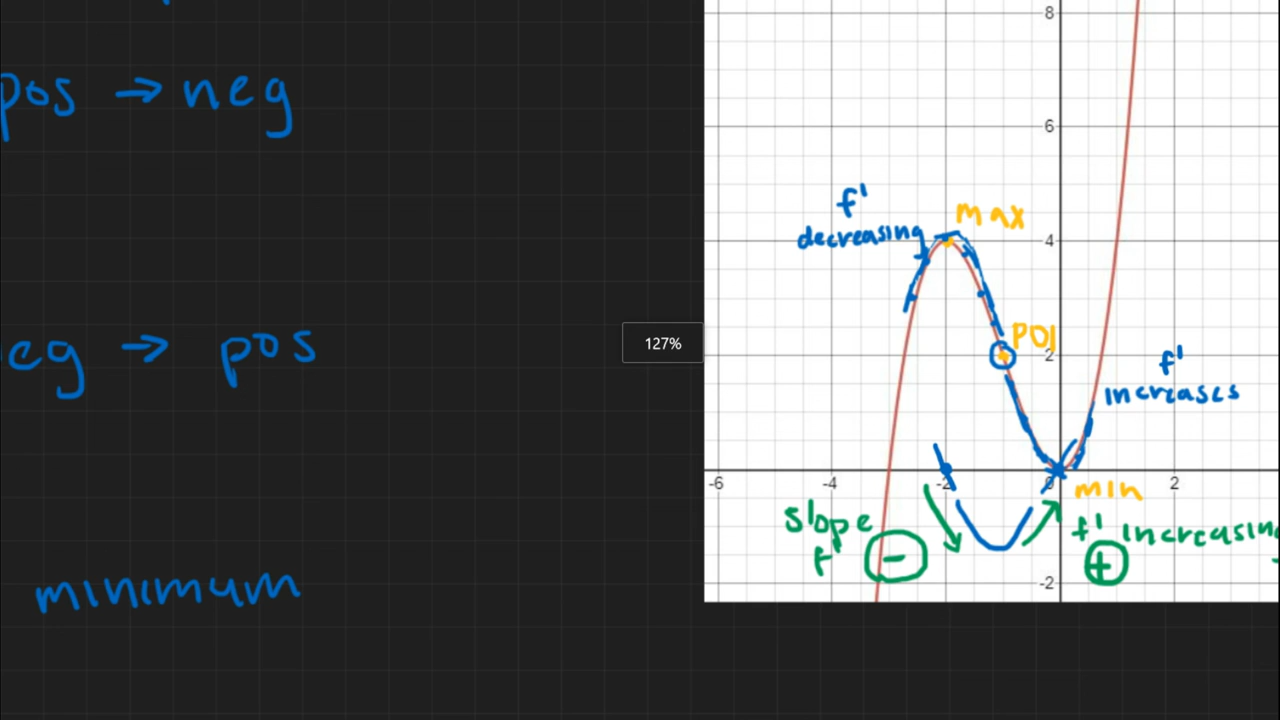 pos → neg
eg → pos
minimum
127%
8
6
f'
decreasing
max
4
POI
2
f'
increases
-6
-4
-2
0
2
min
slope
f'
-
f' increasing
+
-2